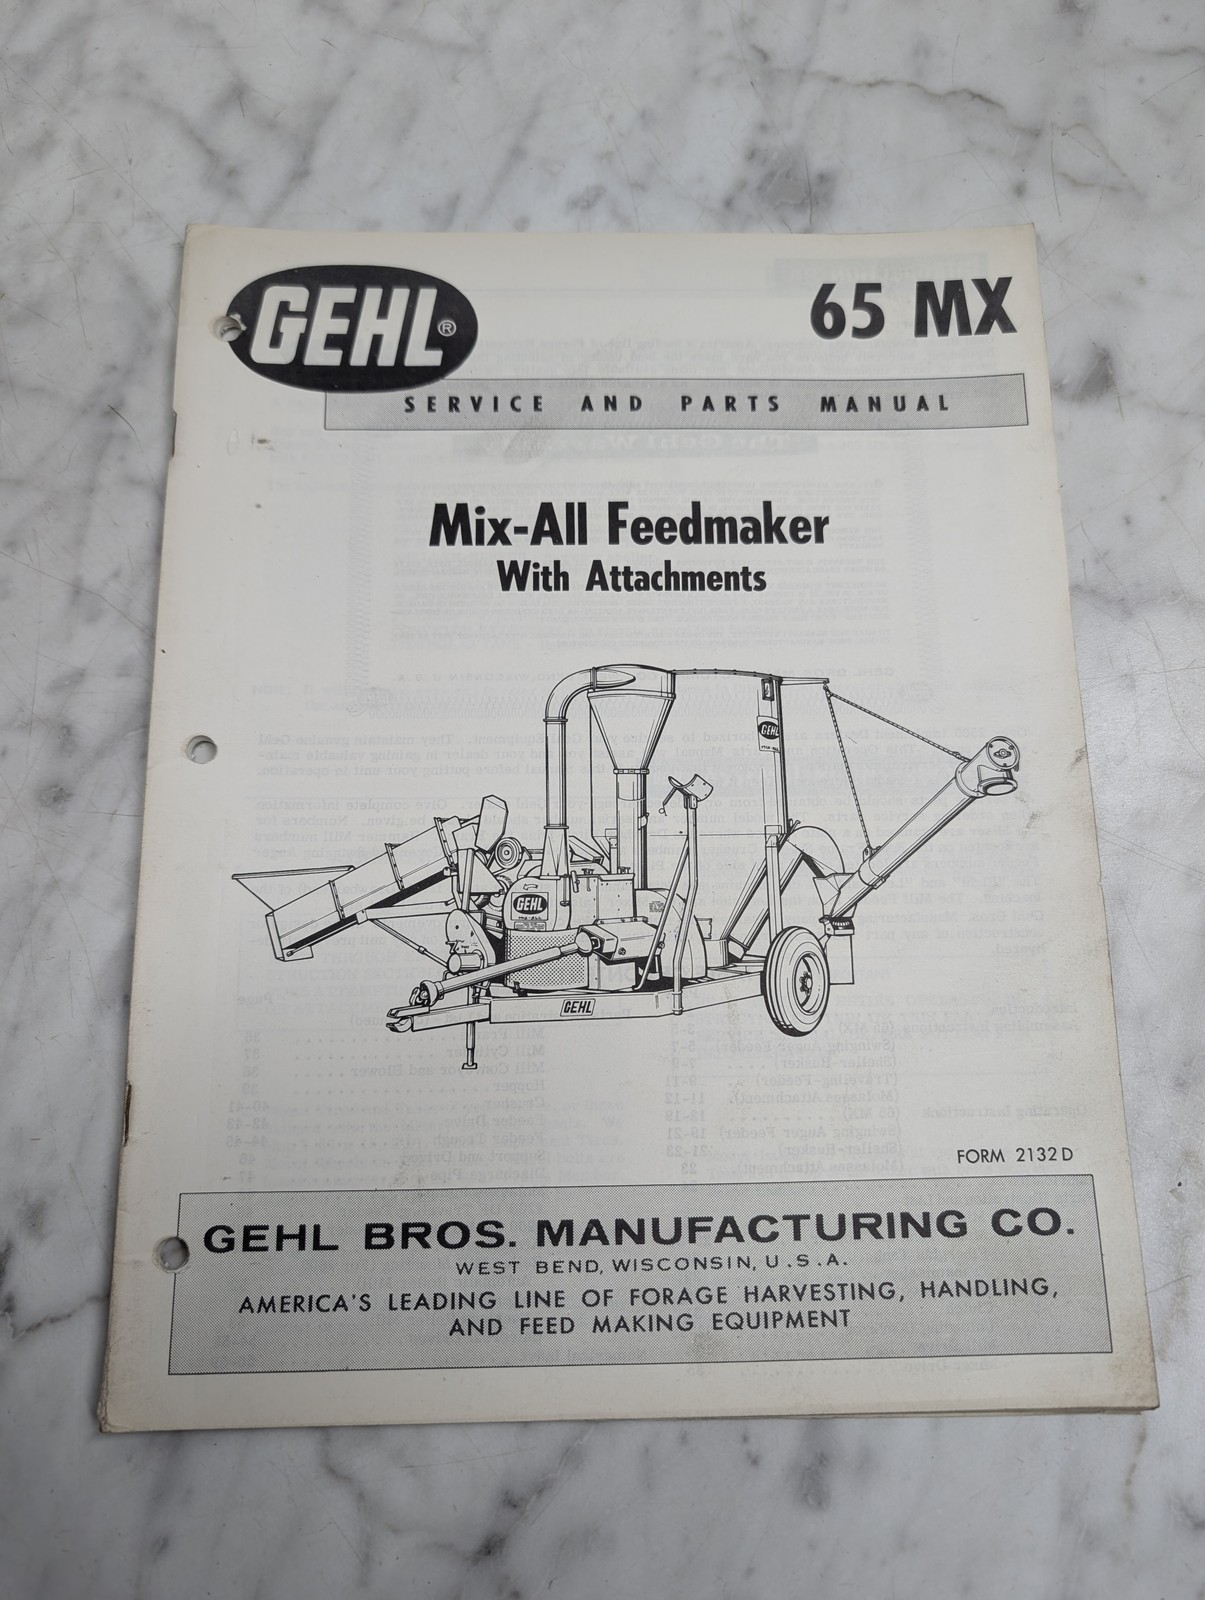 GEHL®
65 MX
SERVICE AND PARTS MANUAL
Mix-All Feedmaker
With Attachments
GEHL
GEHL
GEHL
FORM 2132 D
GEHL BROS. MANUFACTURING CO.
WEST BEND, WISCONSIN, U.S.A.
AMERICA'S LEADING LINE OF FORAGE HARVESTING, HANDLING,
AND FEED MAKING EQUIPMENT